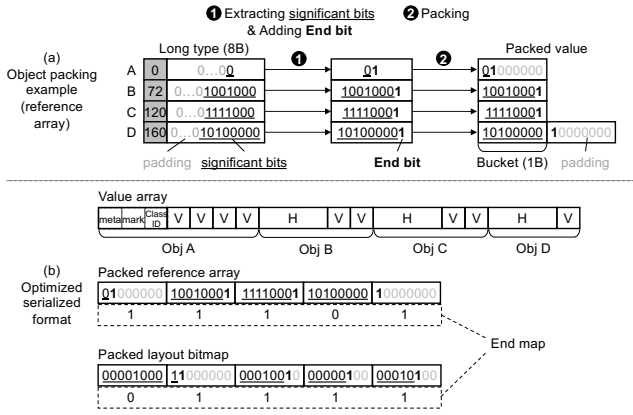 ❶ Extracting significant bits & Adding End bit
❷ Packing
(a)
Object packing
example
(reference
array)
Long type (8B)
Packed value
A 0 0…00 ❶ 01 ❷ 01000000
B 72 0…01001000 10010001 10010001
C 120 0…01111000 11110001 11110001
D 160 0…010100000 101000001 10100000 10000000
padding significant bits End bit Bucket (1B) padding
Value array
meta mark Class ID V V V V H V V H V V H V
Obj A Obj B Obj C Obj D
(b)
Optimized
serialized
format
Packed reference array
01000000 10010001 11110001 10100000 10000000
1 1 1 0 1
End map
Packed layout bitmap
00001000 11000000 00010010 00000100 00010100
0 1 1 1 1